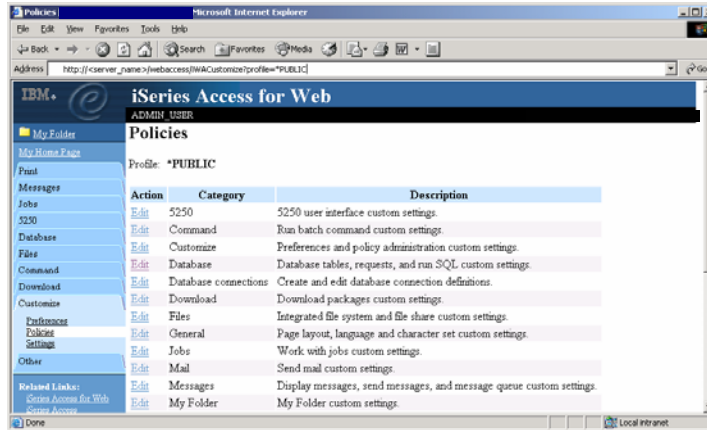 Policies Microsoft Internet Explorer
File Edit View Favorites Tools Help
Back Search Favorites Media
Address http://<server_name>/webaccess/iWACustomize?profile=*PUBLIC Go
IBM. iSeries Access for Web
ADMIN_USER
My Folder
My Home Page
Print
Messages
Jobs
5250
Database
Files
Command
Download
Customize
Preferences
Policies
Settings
Other
Related Links:
iSeries Access for Web
iSeries Access
Policies
Profile: *PUBLIC
Action Category Description
Edit 5250 5250 user interface custom settings.
Edit Command Run batch command custom settings.
Edit Customize Preferences and policy administration custom settings.
Edit Database Database tables, requests, and run SQL custom settings.
Edit Database connections Create and edit database connection definitions.
Edit Download Download packages custom settings.
Edit Files Integrated file system and file share custom settings.
Edit General Page layout, language and character set custom settings.
Edit Jobs Work with jobs custom settings.
Edit Mail Send mail custom settings.
Edit Messages Display messages, send messages, and message queue custom settings.
Edit My Folder My Folder custom settings.
Done Local intranet